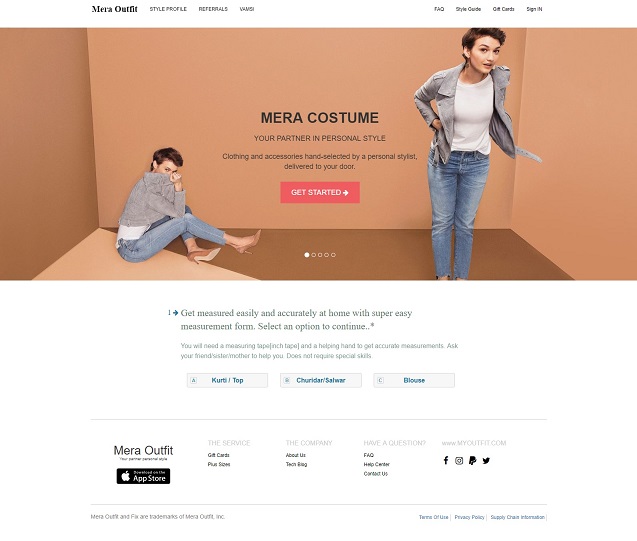 Mera Outfit STYLE PROFILE REFERRALS VAMSI FAQ Style Guide Gift Cards Sign IN
MERA COSTUME
YOUR PARTNER IN PERSONAL STYLE
Clothing and accessories hand-selected by a personal stylist,
delivered to your door.
GET STARTED
1 Get measured easily and accurately at home with super easy
measurement form. Select an option to continue..*
You will need a measuring tape[inch tape] and a helping hand to get accurate measurements. Ask
your friend/sister/mother to help you. Does not require special skills.
A Kurti / Top B Churidar/Salwar C Blouse
Mera Outfit
Your partner personal style
Download on the
App Store
THE SERVICE
Gift Cards
Plus Sizes
THE COMPANY
About Us
Tech Blog
HAVE A QUESTION?
FAQ
Help Center
Contact Us
www.MYOUTFIT.COM
Mera Outfit and Fix are trademarks of Mera Outfit, Inc.
Terms Of Use | Privacy Policy | Supply Chain Information |